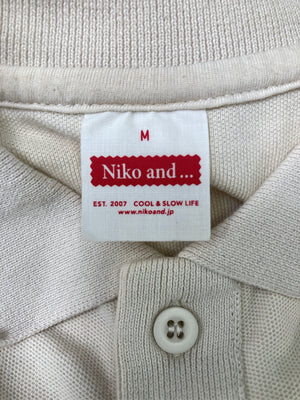 M
Niko and...
EST. 2007 COOL & SLOW LIFE
www.nikoand.jp